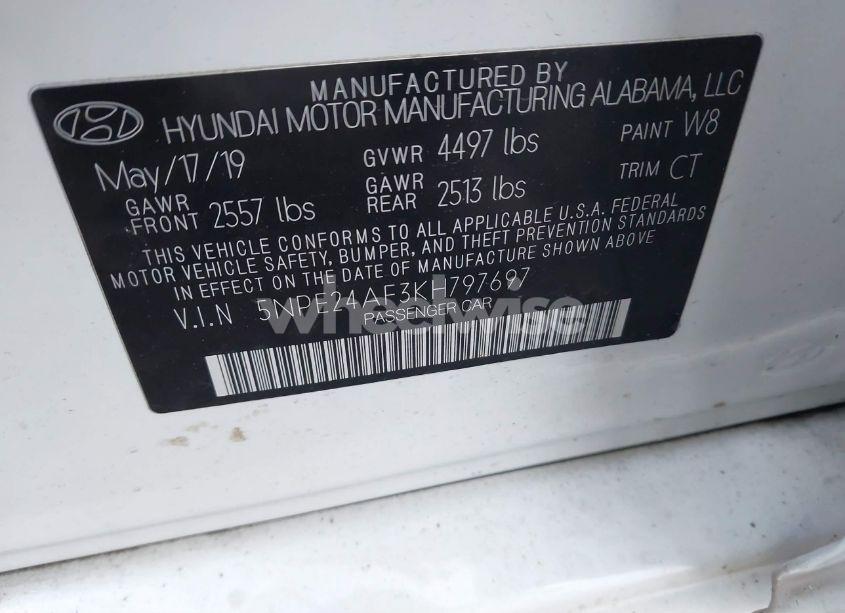 MANUFACTURED BY
HYUNDAI MOTOR MANUFACTURING ALABAMA, LLC
May/17/19 GVWR 4497 lbs PAINT W8
GAWR FRONT 2557 lbs GAWR REAR 2513 lbs TRIM CT
THIS VEHICLE CONFORMS TO ALL APPLICABLE U.S.A. FEDERAL
MOTOR VEHICLE SAFETY, BUMPER, AND THEFT PREVENTION STANDARDS
IN EFFECT ON THE DATE OF MANUFACTURE SHOWN ABOVE
V.I.N 5NPE24AF3KH797697
PASSENGER CAR
wheelwise